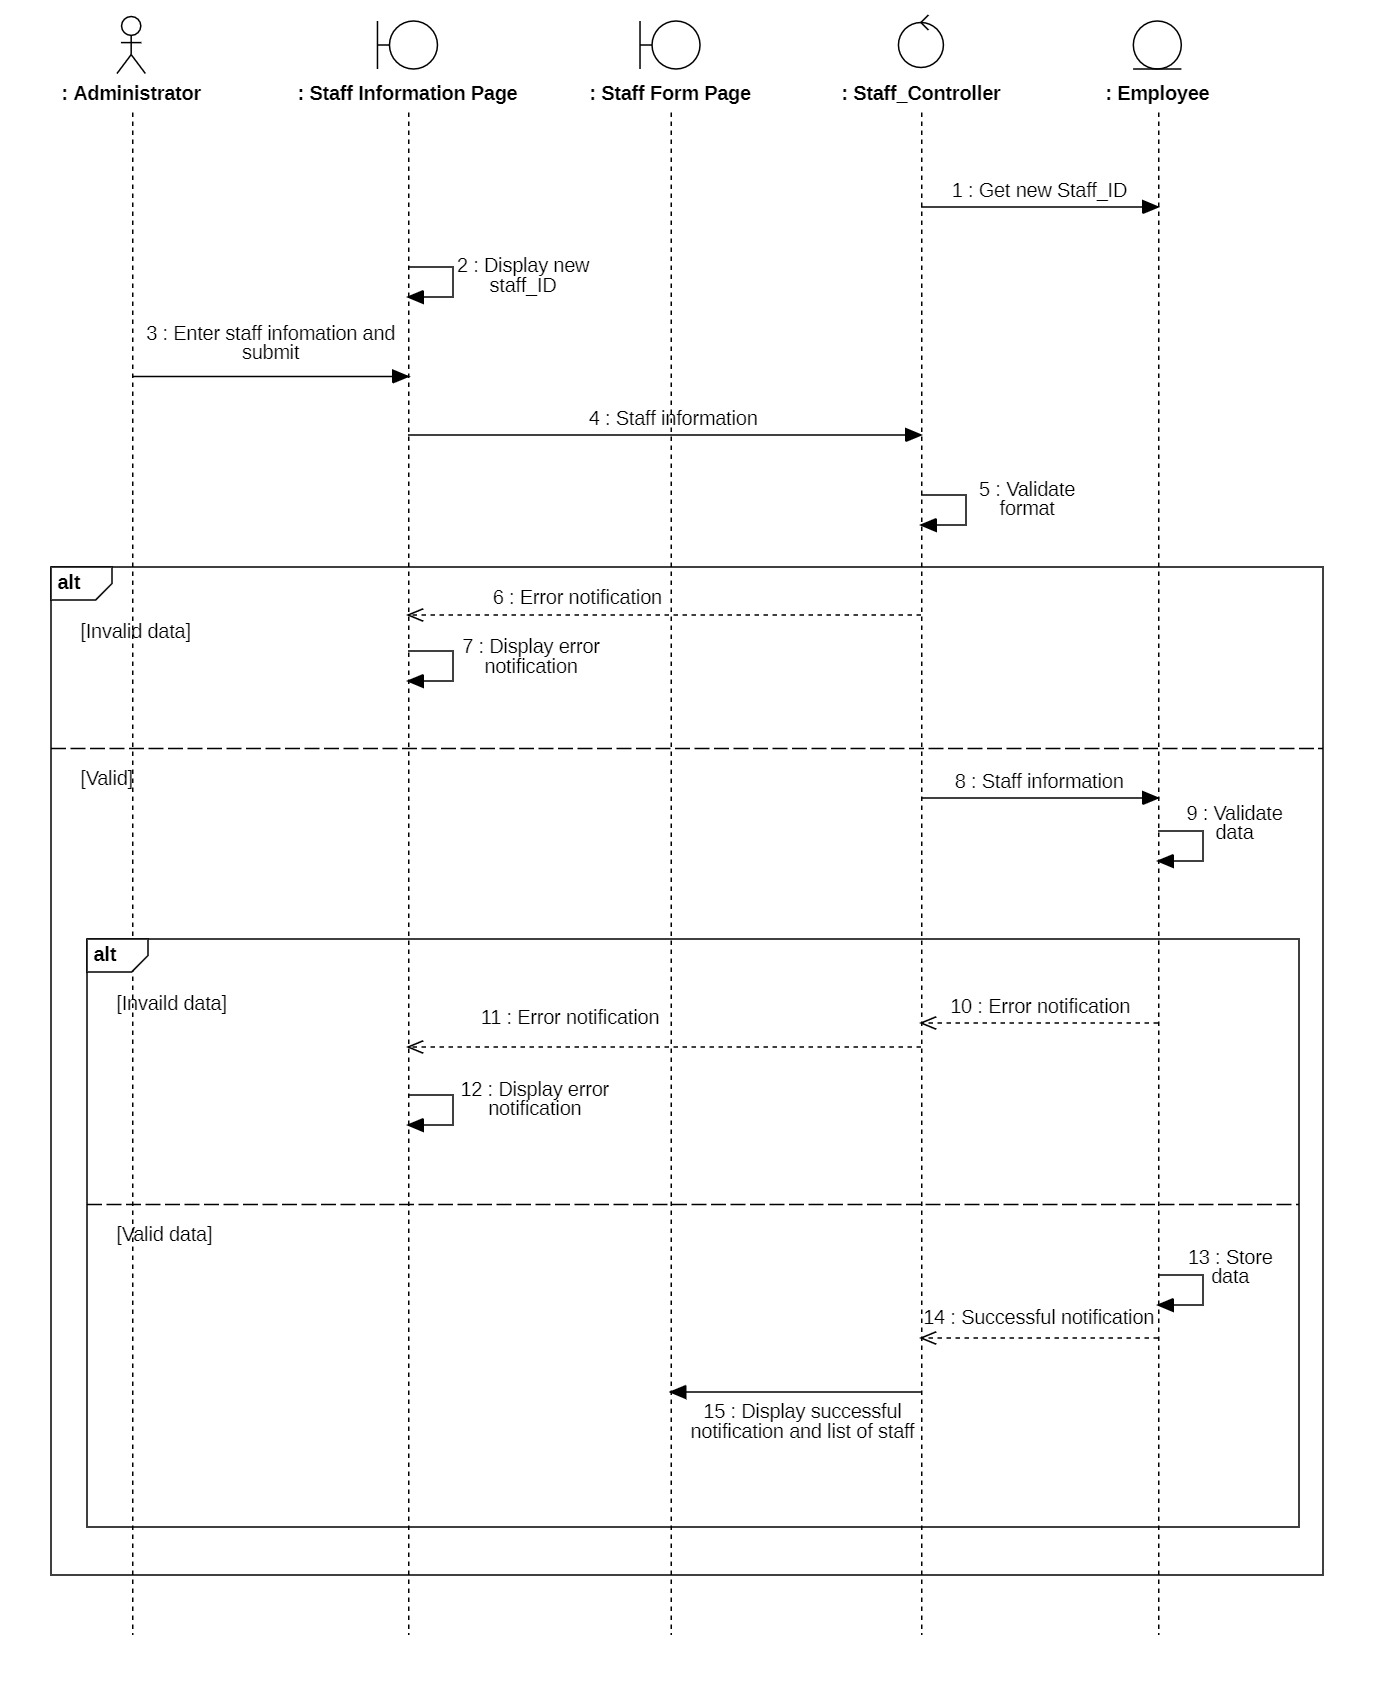 : Administrator
: Staff Information Page
: Staff Form Page
: Staff_Controller
: Employee
1 : Get new Staff_ID
2 : Display new
staff_ID
3 : Enter staff infomation and
submit
4 : Staff information
5 : Validate
format
alt
6 : Error notification
[Invalid data]
7 : Display error
notification
[Valid]
8 : Staff information
9 : Validate
data
alt
[Invaild data]
10 : Error notification
11 : Error notification
12 : Display error
notification
[Valid data]
13 : Store
data
14 : Successful notification
15 : Display successful
notification and list of staff